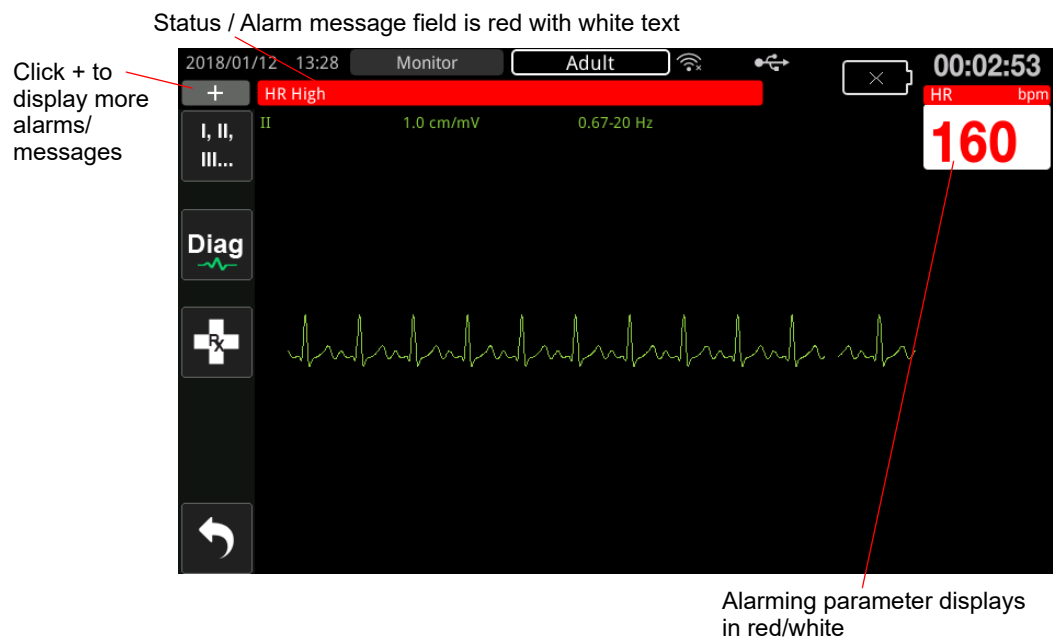 Status / Alarm message field is red with white text
Click + to
display more
alarms/
messages
2018/01/12 13:28 Monitor Adult 00:02:53
+ HR High HR bpm
II 1.0 cm/mV 0.67-20 Hz
160
I, II,
III...
Diag
Rx
Alarming parameter displays
in red/white